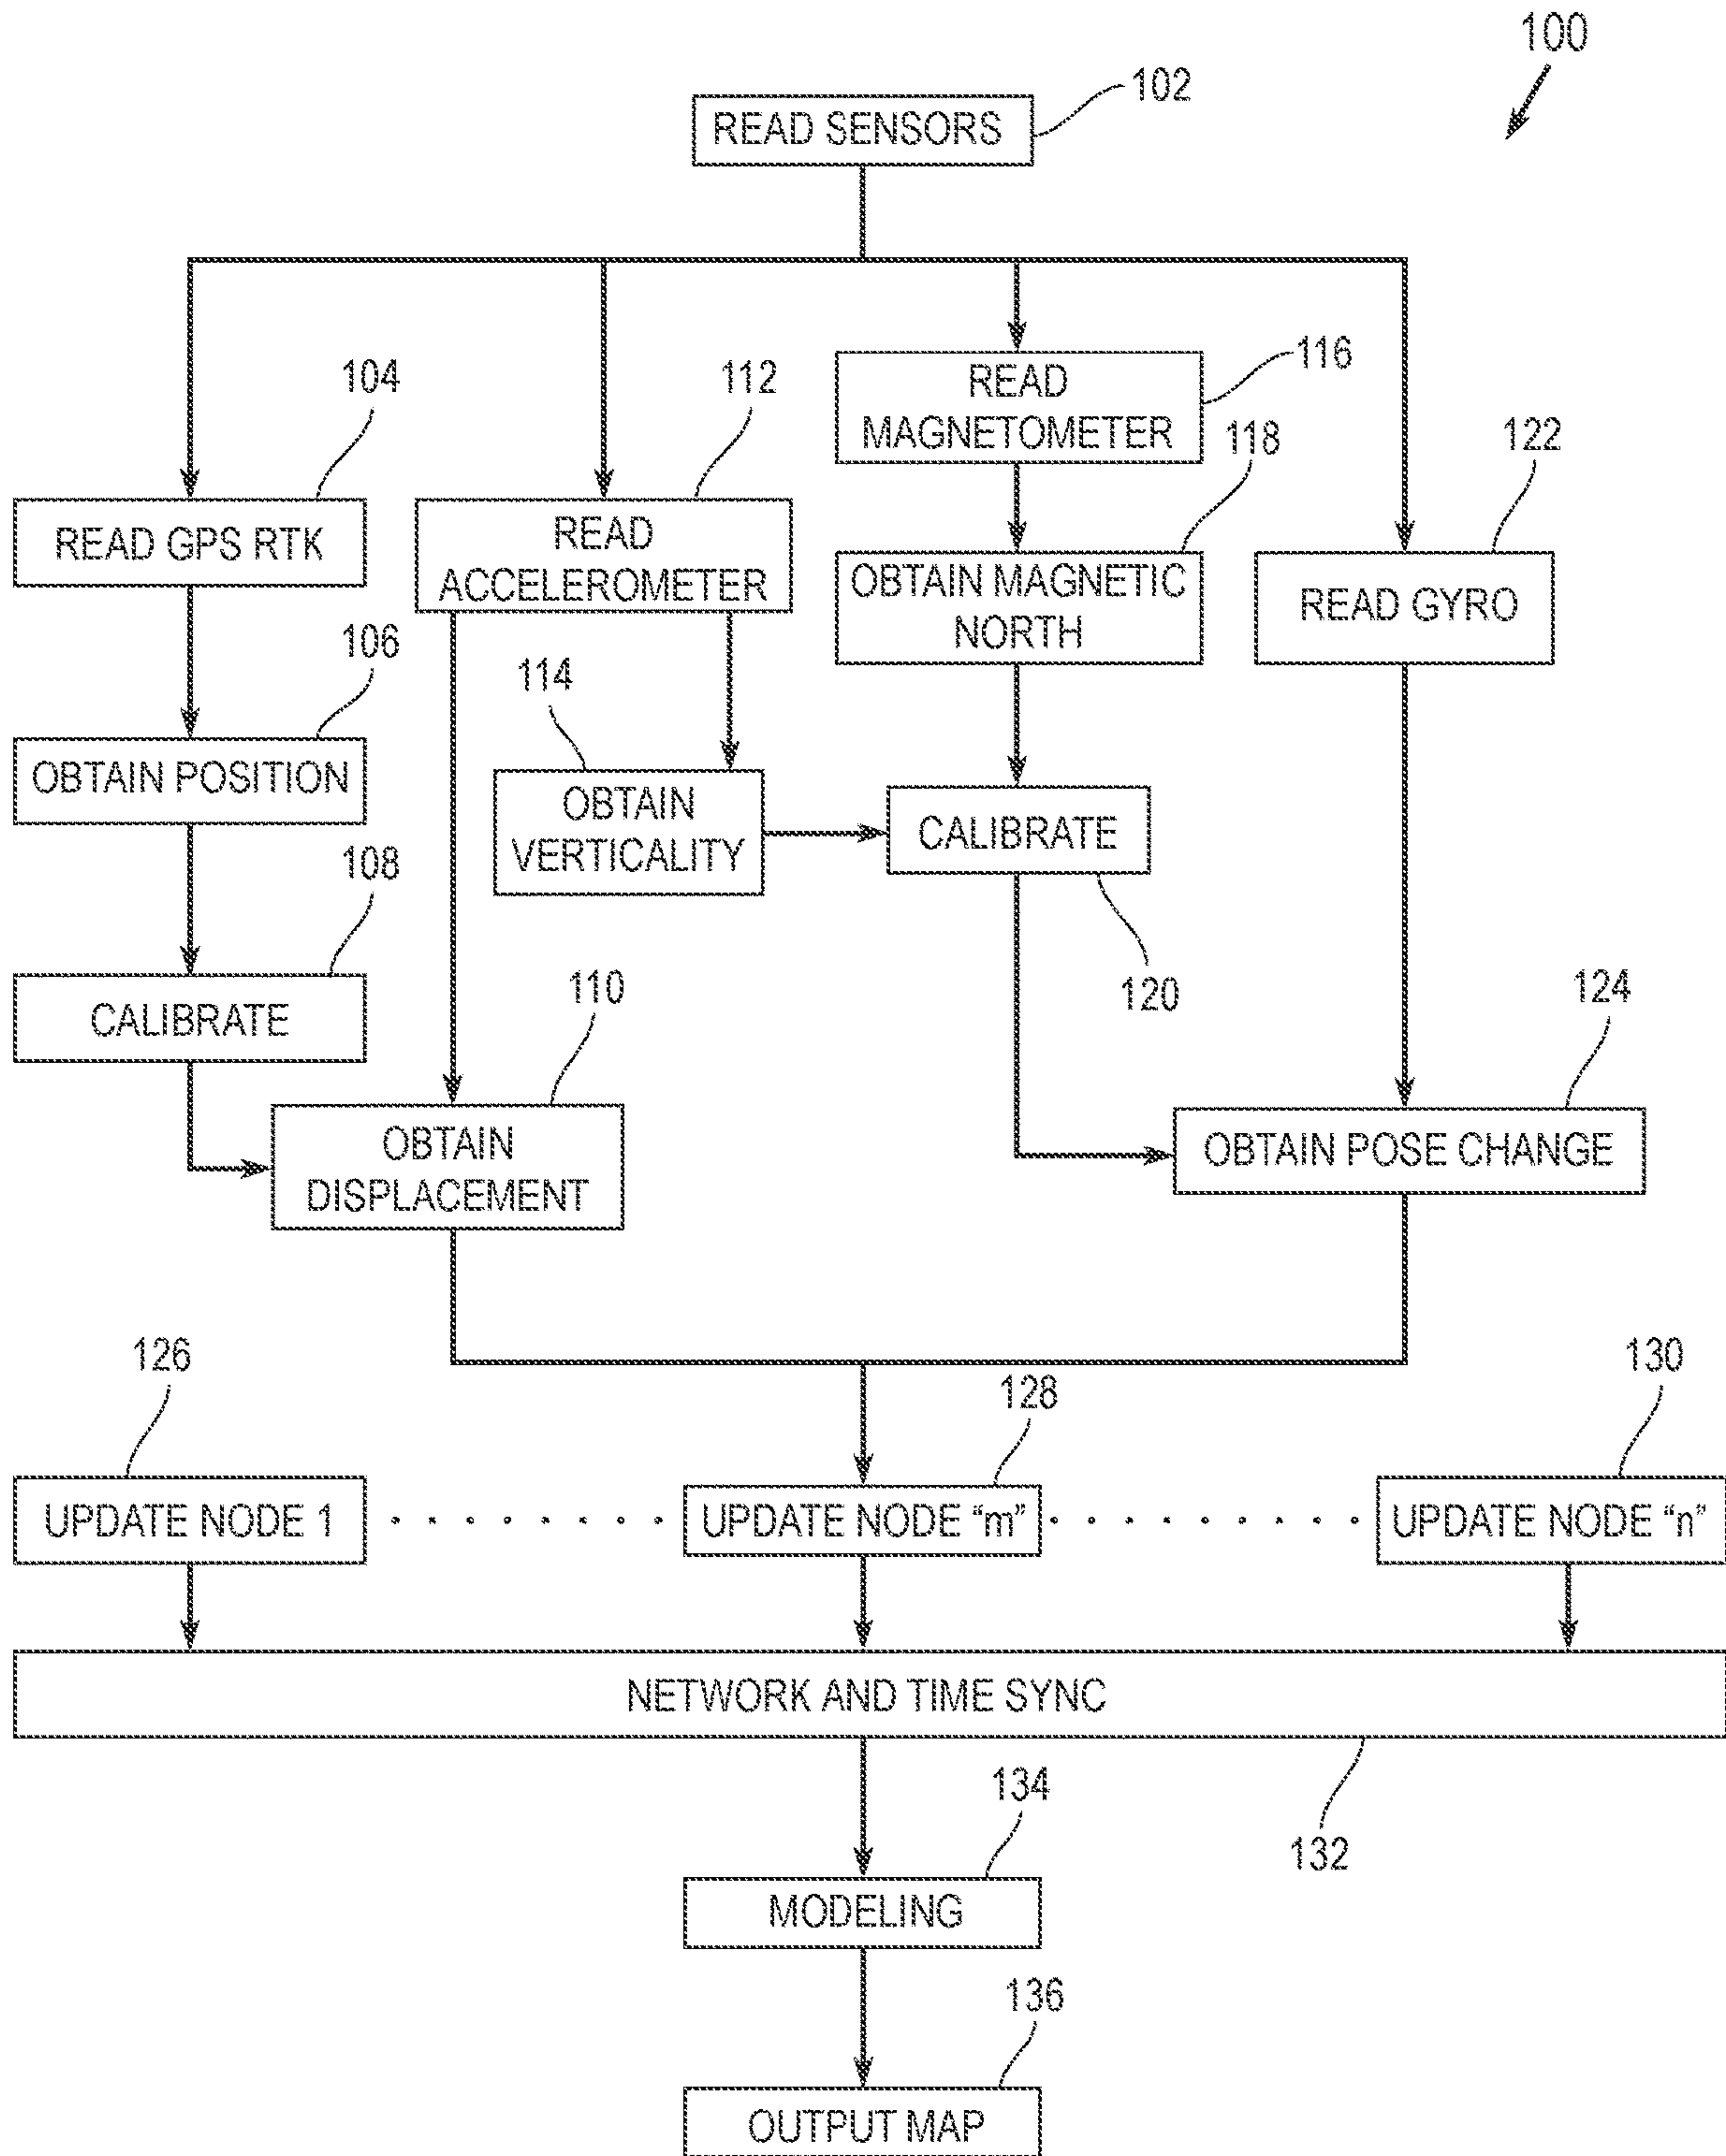 100
102
READ SENSORS
104
112
READ
MAGNETOMETER
116
118
122
READ GPS RTK
READ
ACCELEROMETER
OBTAIN MAGNETIC
NORTH
READ GYRO
106
114
OBTAIN POSITION
OBTAIN
VERTICALITY
CALIBRATE
108
120
110
124
CALIBRATE
OBTAIN
DISPLACEMENT
OBTAIN POSE CHANGE
126
128
130
UPDATE NODE 1
UPDATE NODE “m”
UPDATE NODE “n”
NETWORK AND TIME SYNC
132
134
MODELING
136
OUTPUT MAP